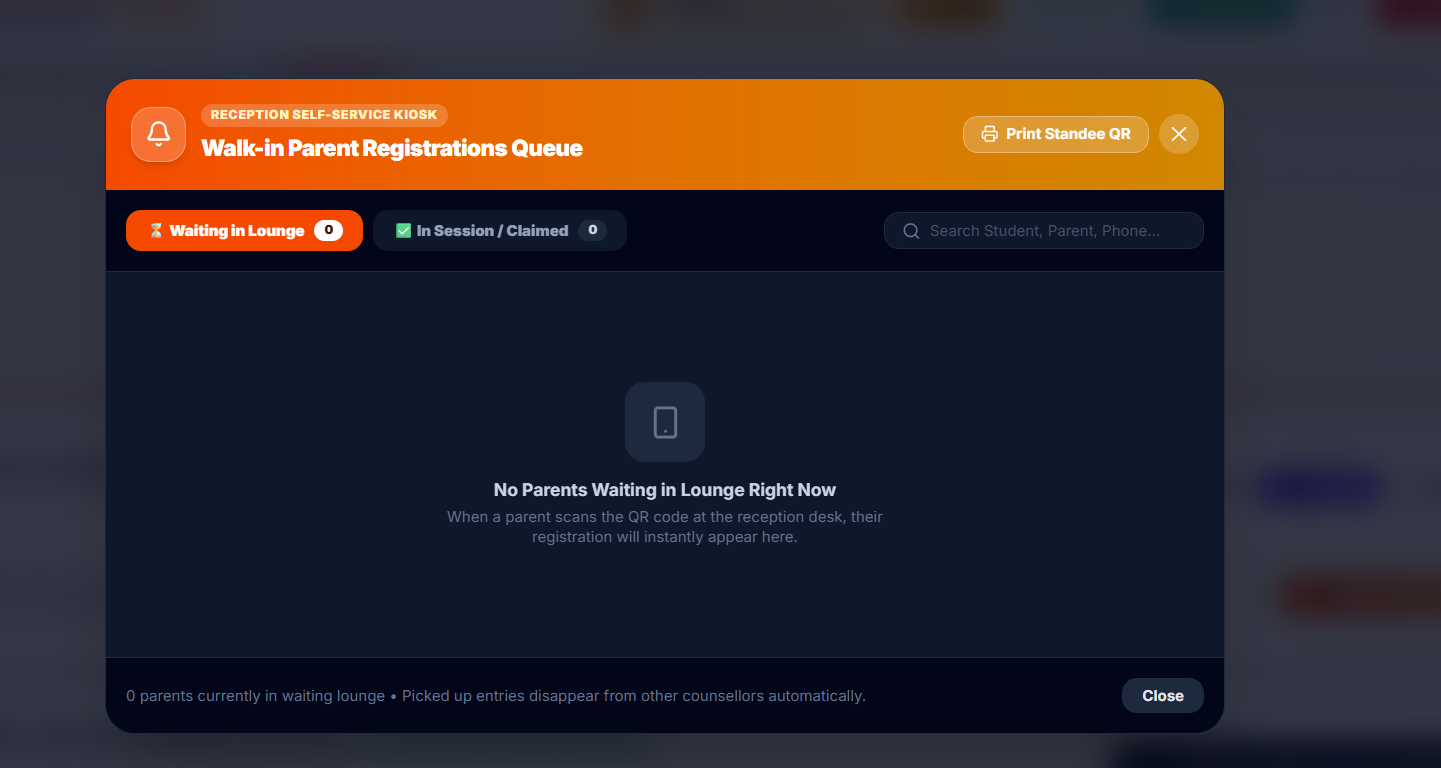 RECEPTION SELF-SERVICE KIOSK
Walk-in Parent Registrations Queue
Print Standee QR
⏳ Waiting in Lounge 0
✅ In Session / Claimed 0
Search Student, Parent, Phone...
No Parents Waiting in Lounge Right Now
When a parent scans the QR code at the reception desk, their
registration will instantly appear here.
0 parents currently in waiting lounge • Picked up entries disappear from other counsellors automatically.
Close